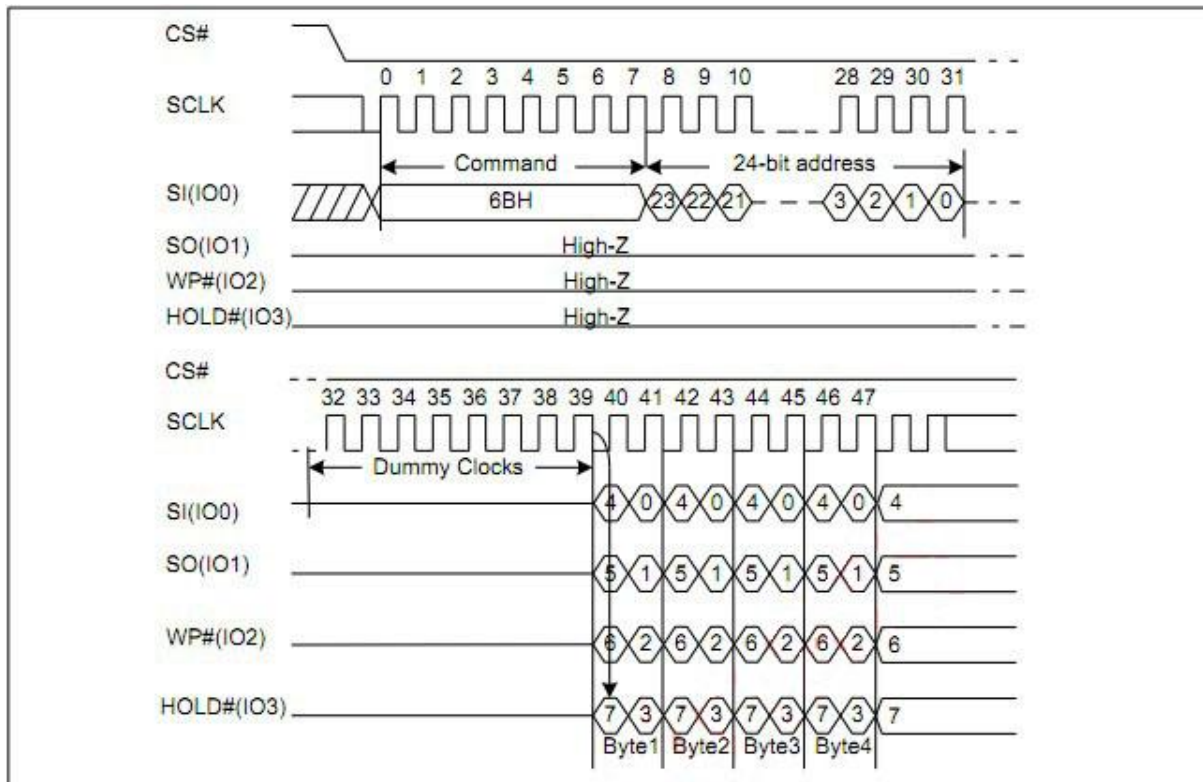 CS#
0 1 2 3 4 5 6 7 8 9 10 28 29 30 31
SCLK
Command 24-bit address
SI(IO0) 6BH 23 22 21 3 2 1 0
SO(IO1) High-Z
WP#(IO2) High-Z
HOLD#(IO3) High-Z
CS#
32 33 34 35 36 37 38 39 40 41 42 43 44 45 46 47
SCLK
Dummy Clocks
SI(IO0) 4 0 4 0 4 0 4 0 4
SO(IO1) 5 1 5 1 5 1 5 1 5
WP#(IO2) 6 2 6 2 6 2 6 2 6
HOLD#(IO3) 7 3 7 3 7 3 7 3 7
Byte1 Byte2 Byte3 Byte4